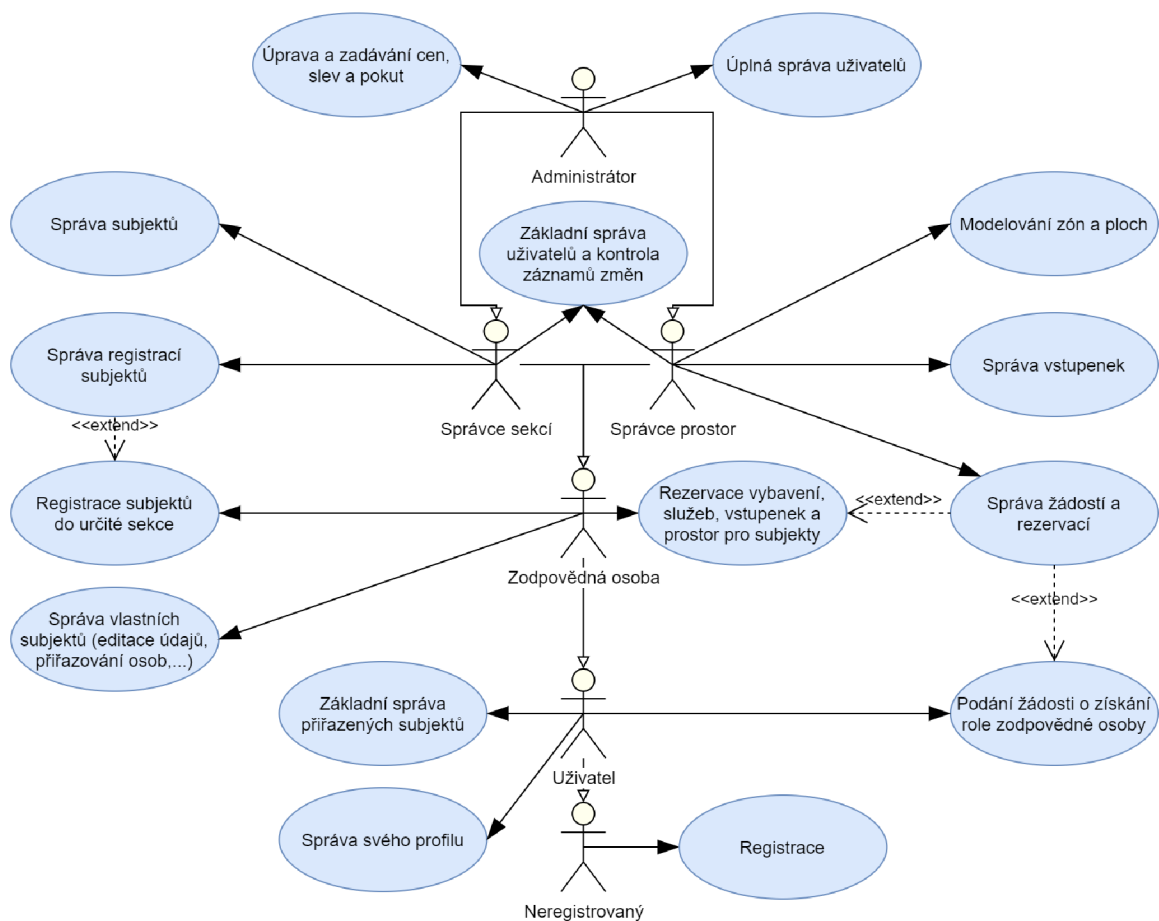 Úprava a zadávání cen,
slev a pokut
Úplná správa uživatelů
Administrátor
Správa subjektů
Základní správa
uživatelů a kontrola
záznamů změn
Modelování zón a ploch
Správa registrací
subjektů
Správa vstupenek
<<extend>>
Správce sekcí
Správce prostor
Registrace subjektů
do určité sekce
Rezervace vybavení,
služeb, vstupenek a
prostor pro subjekty
<<extend>>
Správa žádostí a
rezervací
Zodpovědná osoba
<<extend>>
Správa vlastních
subjektů (editace údajů,
přiřazování osob,...)
Základní správa
přiřazených subjektů
Podání žádosti o získání
role zodpovědné osoby
Uživatel
Správa svého profilu
Registrace
Neregistrovaný